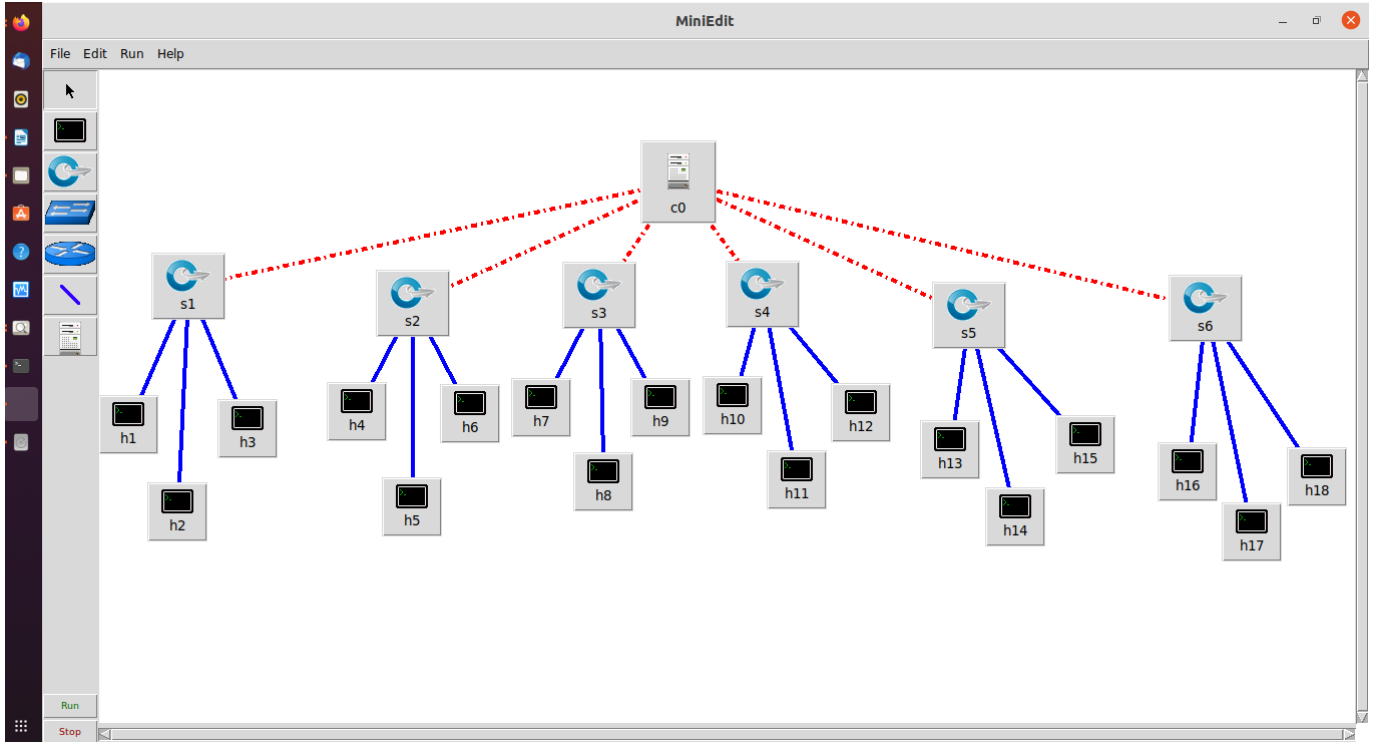 MiniEdit
File Edit Run Help
c0
s1
s2
s3
s4
s5
s6
h1
h2
h3
h4
h5
h6
h7
h8
h9
h10
h11
h12
h13
h14
h15
h16
h17
h18
Run
Stop